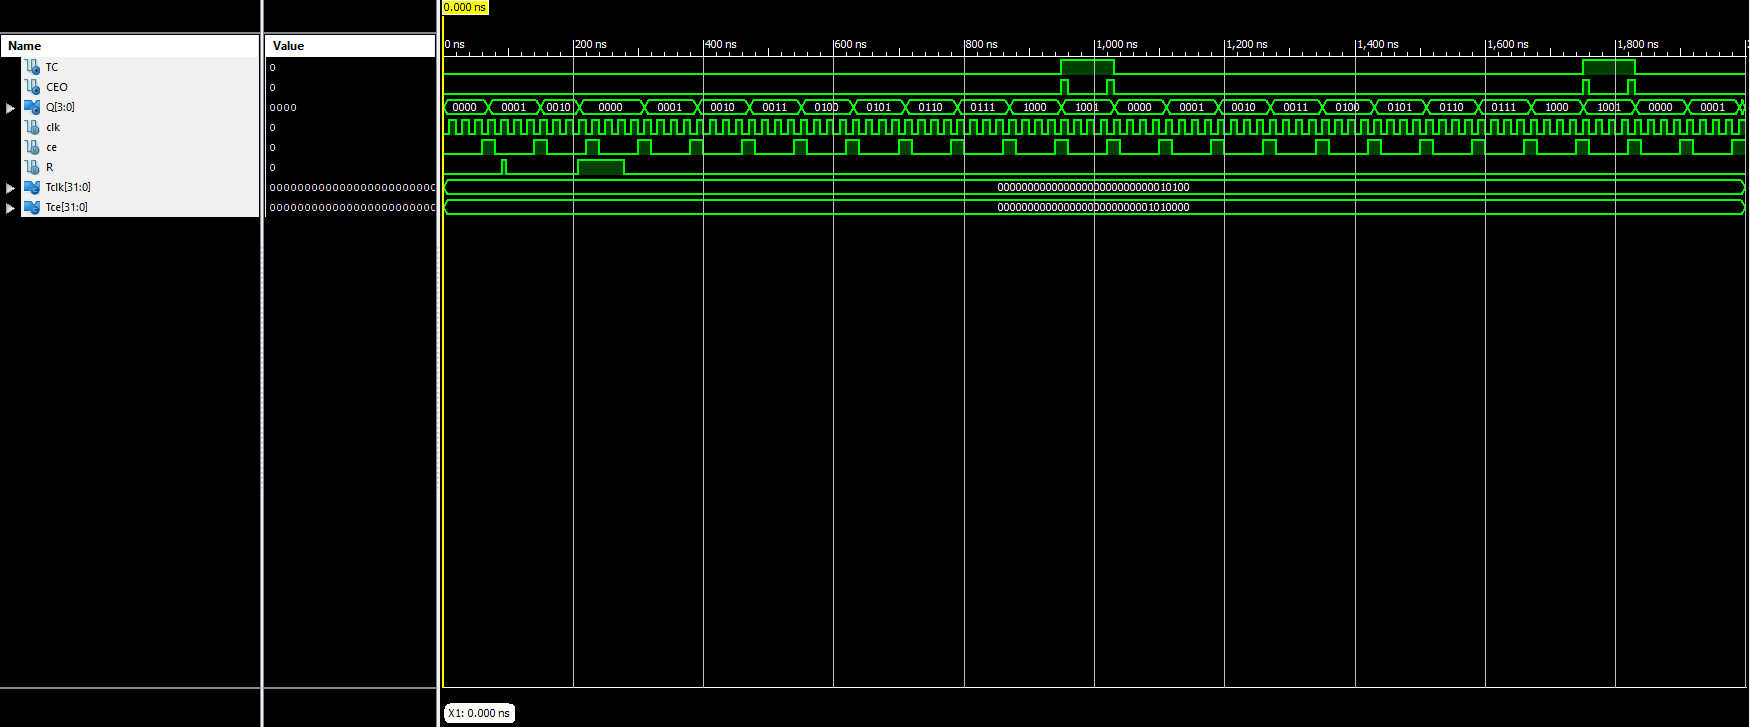 0.000 ns
Name Value
0 ns 200 ns 400 ns 600 ns 800 ns 1,000 ns 1,200 ns 1,400 ns 1,600 ns 1,800 ns
TC 0
CEO 0
Q[3:0] 0000 0000 0001 0010 0000 0001 0010 0011 0100 0101 0110 0111 1000 1001 0000 0001 0010 0011 0100 0101 0110 0111 1000 1001 0000 0001
clk 0
ce 0
R 0
Tclk[31:0] 000000000000000000000000 00000000000000000000000000010100
Tce[31:0] 000000000000000000000000 00000000000000000000000001010000
X1: 0.000 ns